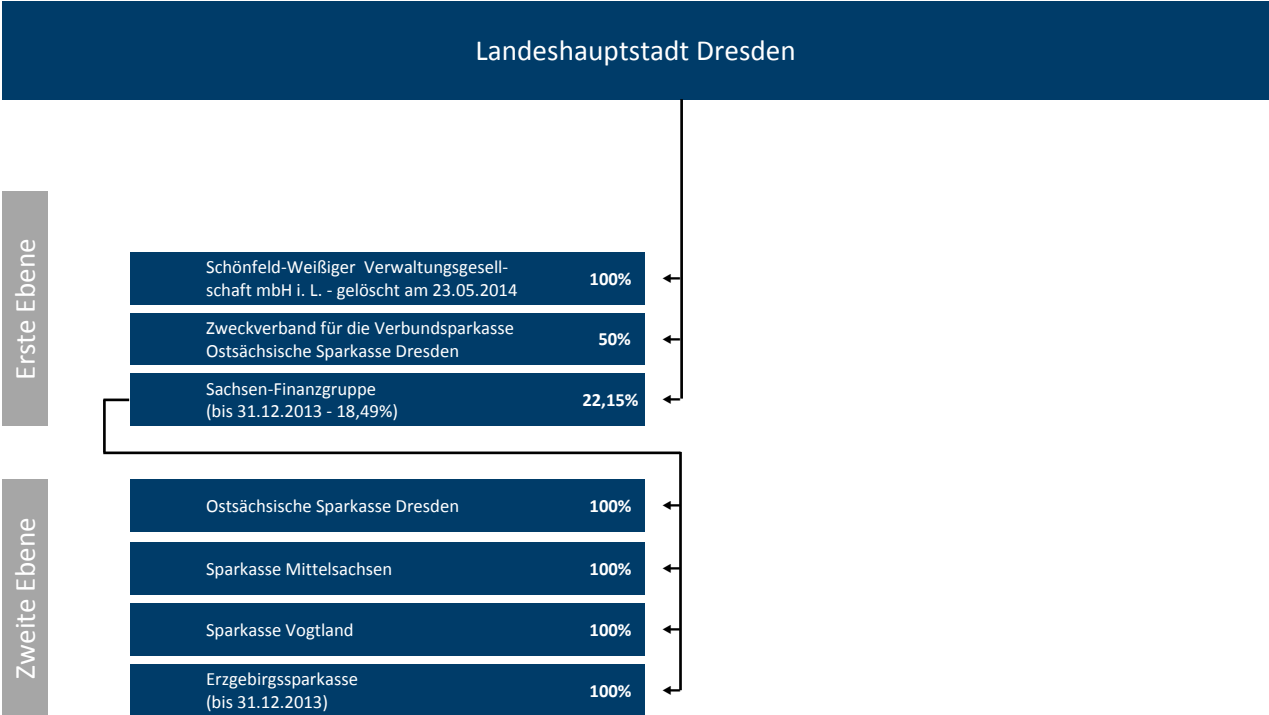 Landeshauptstadt Dresden
Erste Ebene
Schönfeld-Weißiger Verwaltungsgesell-
schaft mbH i. L. - gelöscht am 23.05.2014
100%
Zweckverband für die Verbundsparkasse
Ostsächsische Sparkasse Dresden
50%
Sachsen-Finanzgruppe
(bis 31.12.2013 - 18,49%)
22,15%
Zweite Ebene
Ostsächsische Sparkasse Dresden
100%
Sparkasse Mittelsachsen
100%
Sparkasse Vogtland
100%
Erzgebirgssparkasse
(bis 31.12.2013)
100%